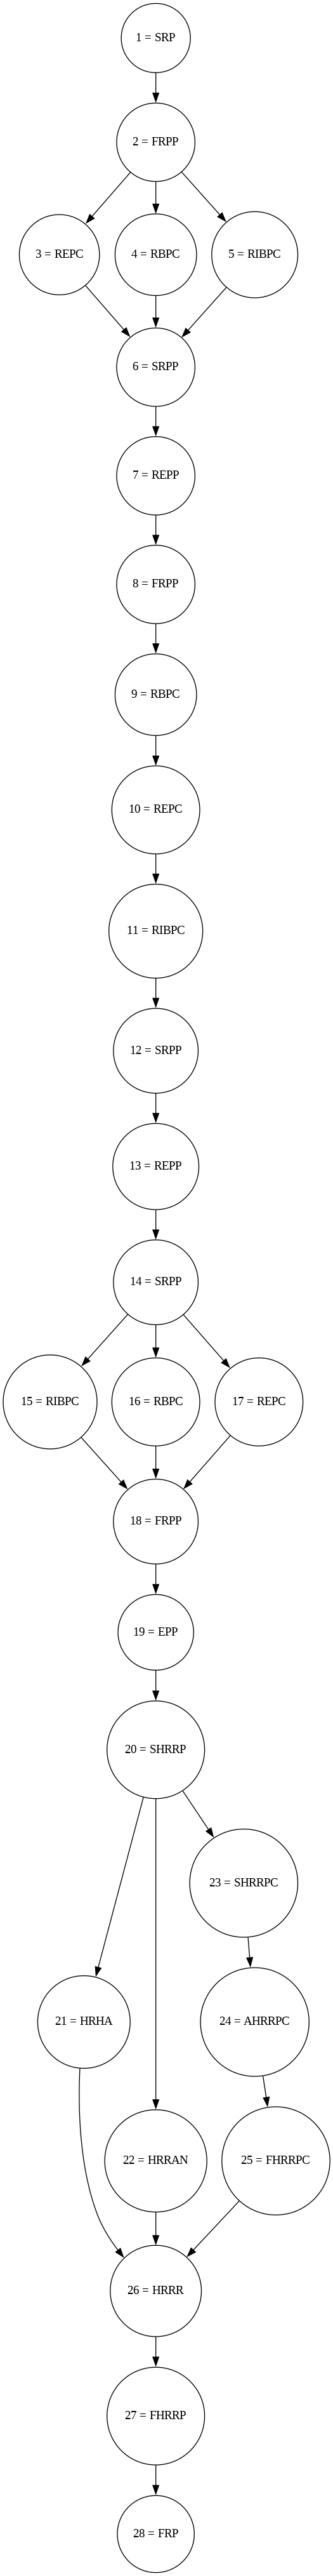 1 = SRP
2 = FRPP
3 = REPC
4 = RBPC
5 = RIBPC
6 = SRPP
7 = REPP
8 = FRPP
9 = RBPC
10 = REPC
11 = RIBPC
12 = SRPP
13 = REPP
14 = SRPP
15 = RIBPC
16 = RBPC
17 = REPC
18 = FRPP
19 = EPP
20 = SHRRP
23 = SHRRPC
21 = HRHA
24 = AHRRPC
22 = HRRAN
25 = FHRRPC
26 = HRRR
27 = FHRRP
28 = FRP